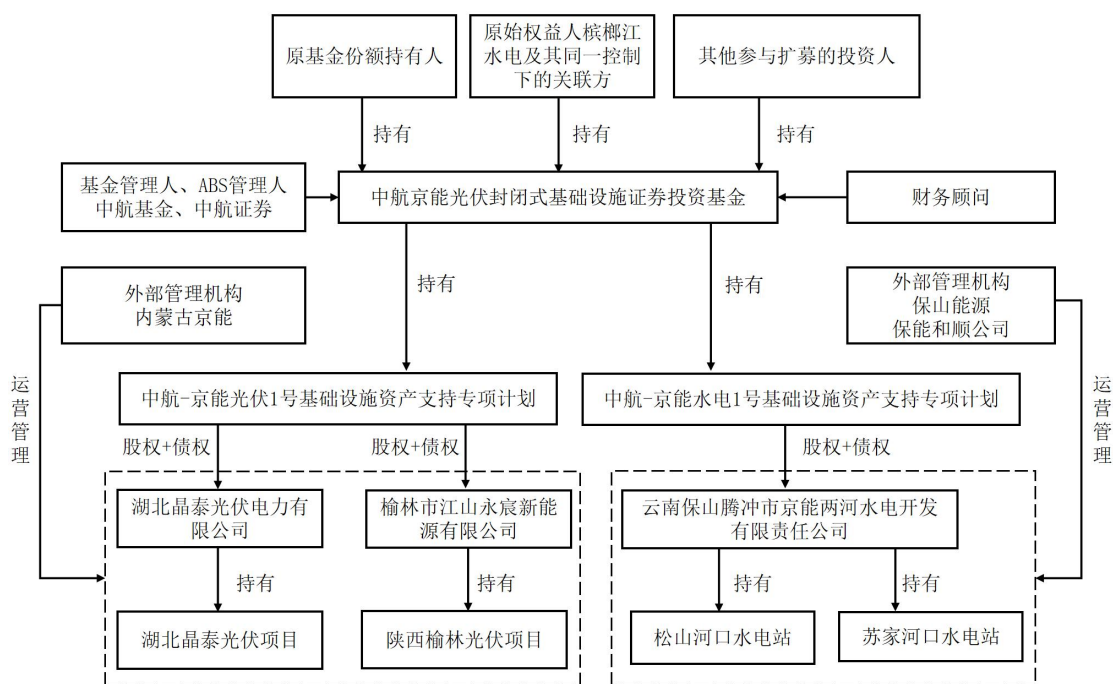 原基金份额持有人
原始权益人槟榔江
水电及其同一控制
下的关联方
其他参与扩募的投资人
持有
持有
持有
基金管理人、ABS管理人
中航基金、中航证券
中航京能光伏封闭式基础设施证券投资基金
财务顾问
外部管理机构
内蒙古京能
持有
持有
外部管理机构
保山能源
保能和顺公司
运营管理
运营管理
中航-京能光伏1号基础设施资产支持专项计划
中航-京能水电1号基础设施资产支持专项计划
股权+债权
股权+债权
股权+债权
湖北晶泰光伏电力有
限公司
榆林市江山永宸新能
源有限公司
云南保山腾冲市京能两河水电开发
有限责任公司
持有
持有
持有
持有
湖北晶泰光伏项目
陕西榆林光伏项目
松山河口水电站
苏家河口水电站